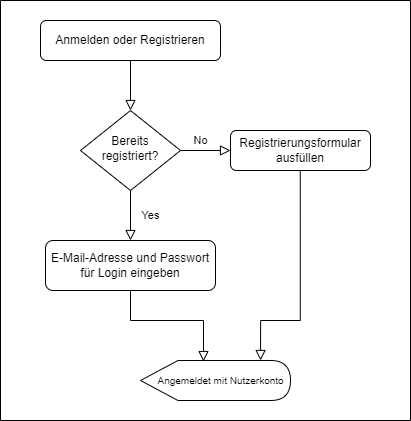 Anmelden oder Registrieren
Bereits
registriert?
No
Registrierungsformular
ausfüllen
Yes
E-Mail-Adresse und Passwort
für Login eingeben
Angemeldet mit Nutzerkonto